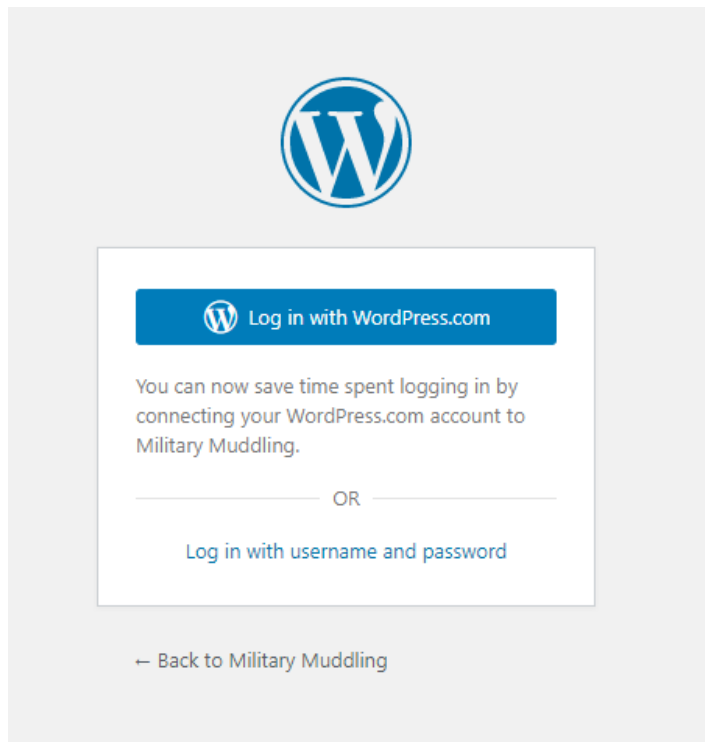 Log in with WordPress.com
You can now save time spent logging in by
connecting your WordPress.com account to
Military Muddling.
OR
Log in with username and password
← Back to Military Muddling